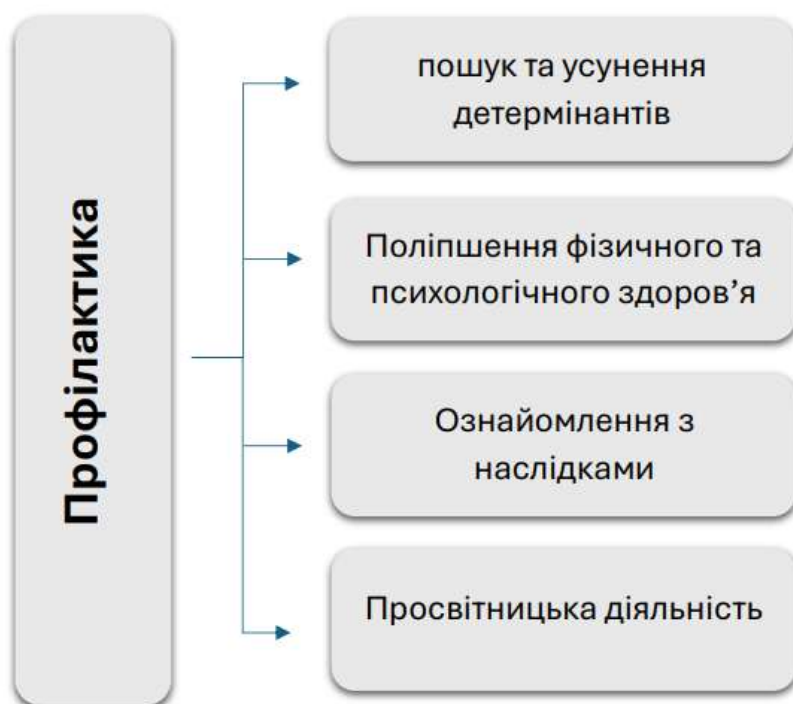 Профілактика
пошук та усунення
детермінантів
Поліпшення фізичного та
психологічного здоров’я
Ознайомлення з
наслідками
Просвітницька діяльність